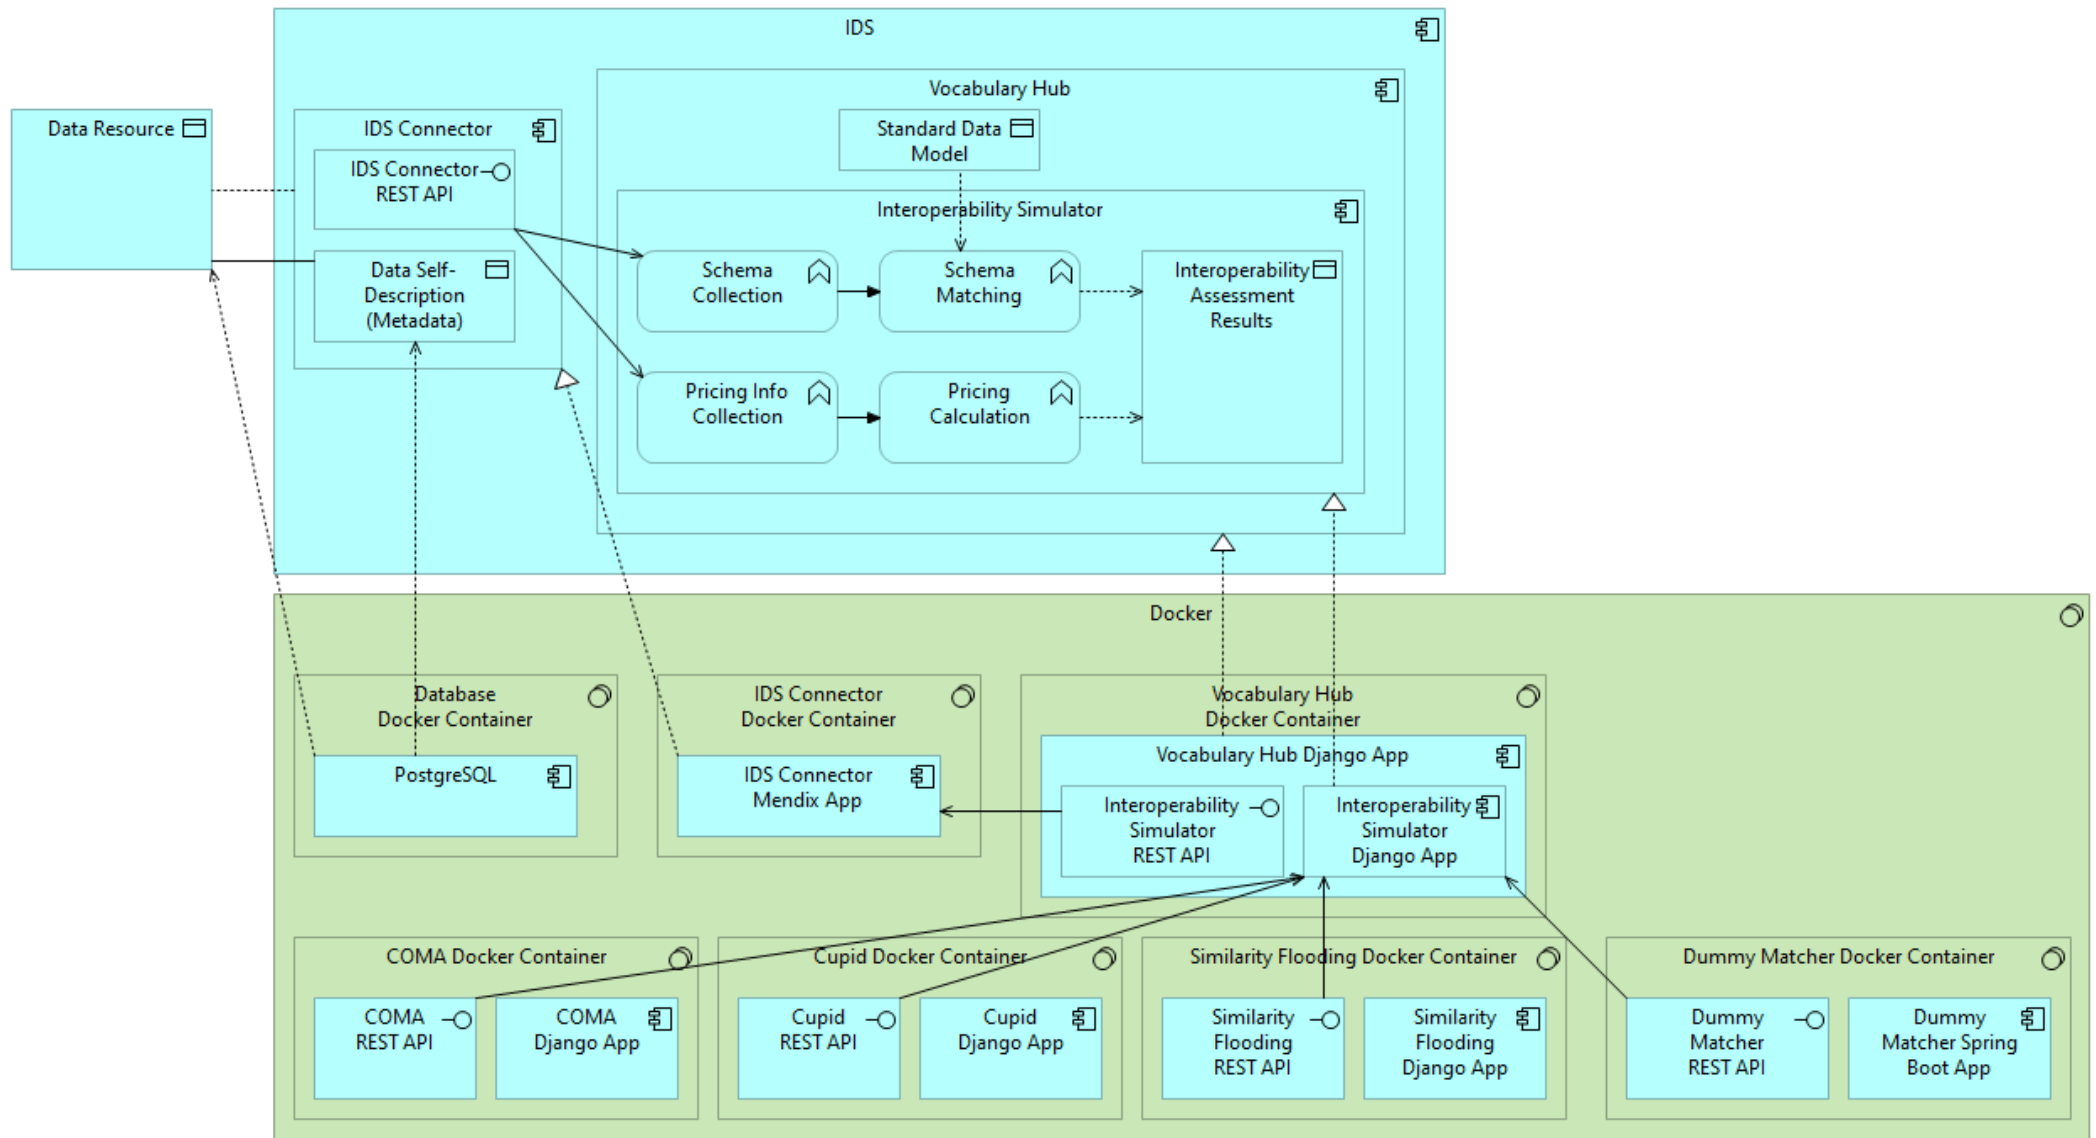 IDS
Vocabulary Hub
Data Resource
IDS Connector
IDS Connector
REST API
Data Self-
Description
(Metadata)
Standard Data
Model
Interoperability Simulator
Schema
Collection
Schema
Matching
Interoperability
Assessment
Results
Pricing Info
Collection
Pricing
Calculation
Docker
Database
Docker Container
PostgreSQL
IDS Connector
Docker Container
IDS Connector
Mendix App
Vocabulary Hub
Docker Container
Vocabulary Hub Django App
Interoperability
Simulator
REST API
Interoperability
Simulator
Django App
COMA Docker Container
COMA
REST API
COMA
Django App
Cupid Docker Container
Cupid
REST API
Cupid
Django App
Similarity Flooding Docker Container
Similarity
Flooding
REST API
Similarity
Flooding
Django App
Dummy Matcher Docker Container
Dummy
Matcher
REST API
Dummy
Matcher Spring
Boot App